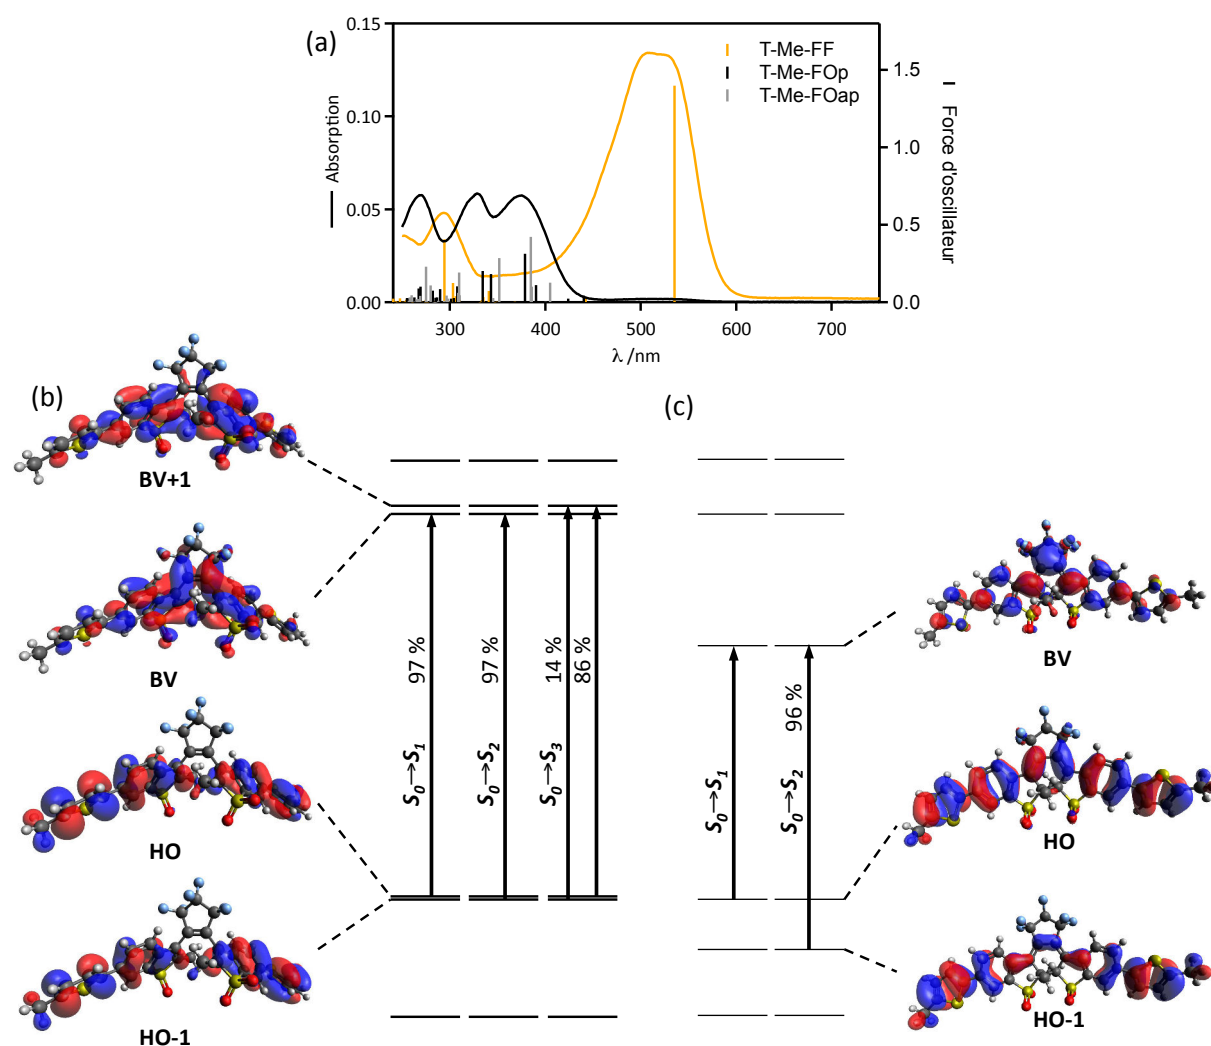 (a)
0.15
0.10
0.05
0.00
Absorption
T-Me-FF
T-Me-FOp
T-Me-FOap
1.5
1.0
0.5
0.0
Force d'oscillateur
300
400
500
600
700
λ /nm
(b)
BV+1
BV
HO
HO-1
S0→S1
97 %
S0→S2
97 %
S0→S3
14 %
86 %
(c)
S0→S1
S0→S2
96 %
BV
HO
HO-1